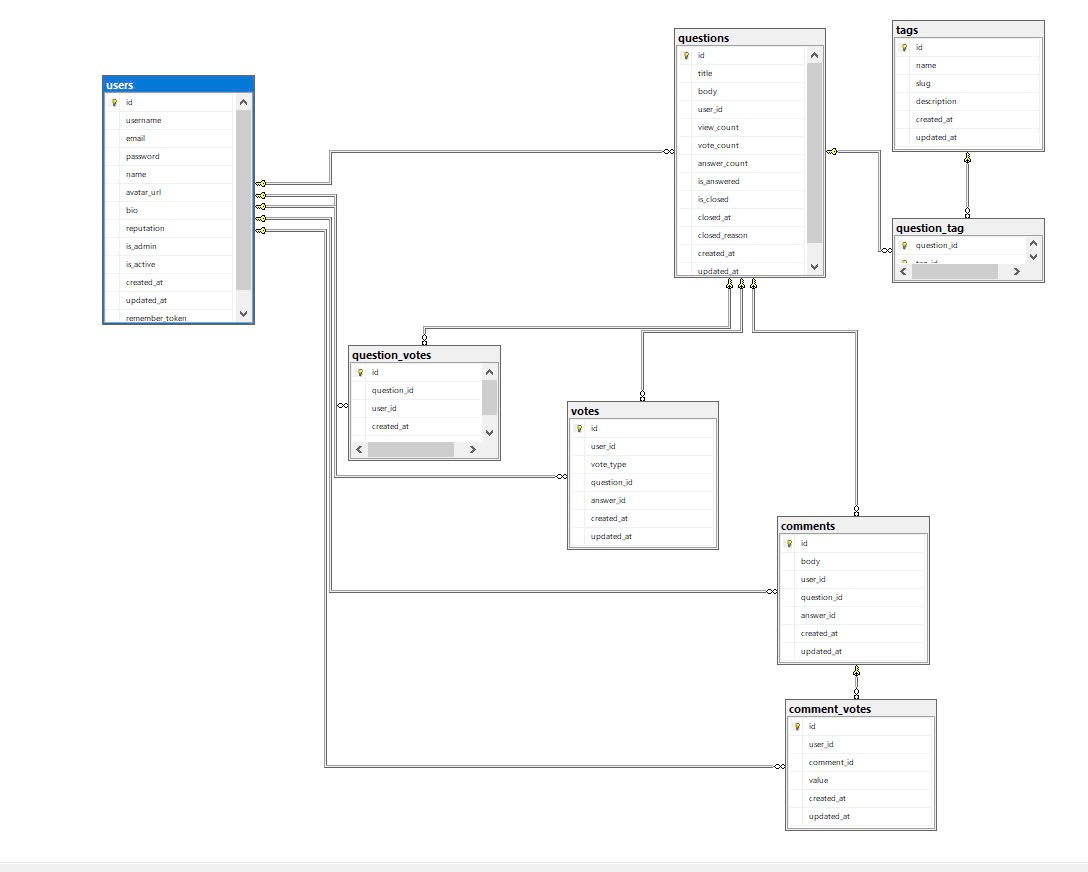 users
id
username
email
password
name
avatar_url
bio
reputation
is_admin
is_active
created_at
updated_at
remember_token
questions
id
title
body
user_id
view_count
vote_count
answer_count
is_answered
is_closed
closed_at
closed_reason
created_at
updated_at
tags
id
name
slug
description
created_at
updated_at
question_tag
question_id
tag_id
question_votes
id
question_id
user_id
created_at
votes
id
user_id
vote_type
question_id
answer_id
created_at
updated_at
comments
id
body
user_id
question_id
answer_id
created_at
updated_at
comment_votes
id
user_id
comment_id
value
created_at
updated_at